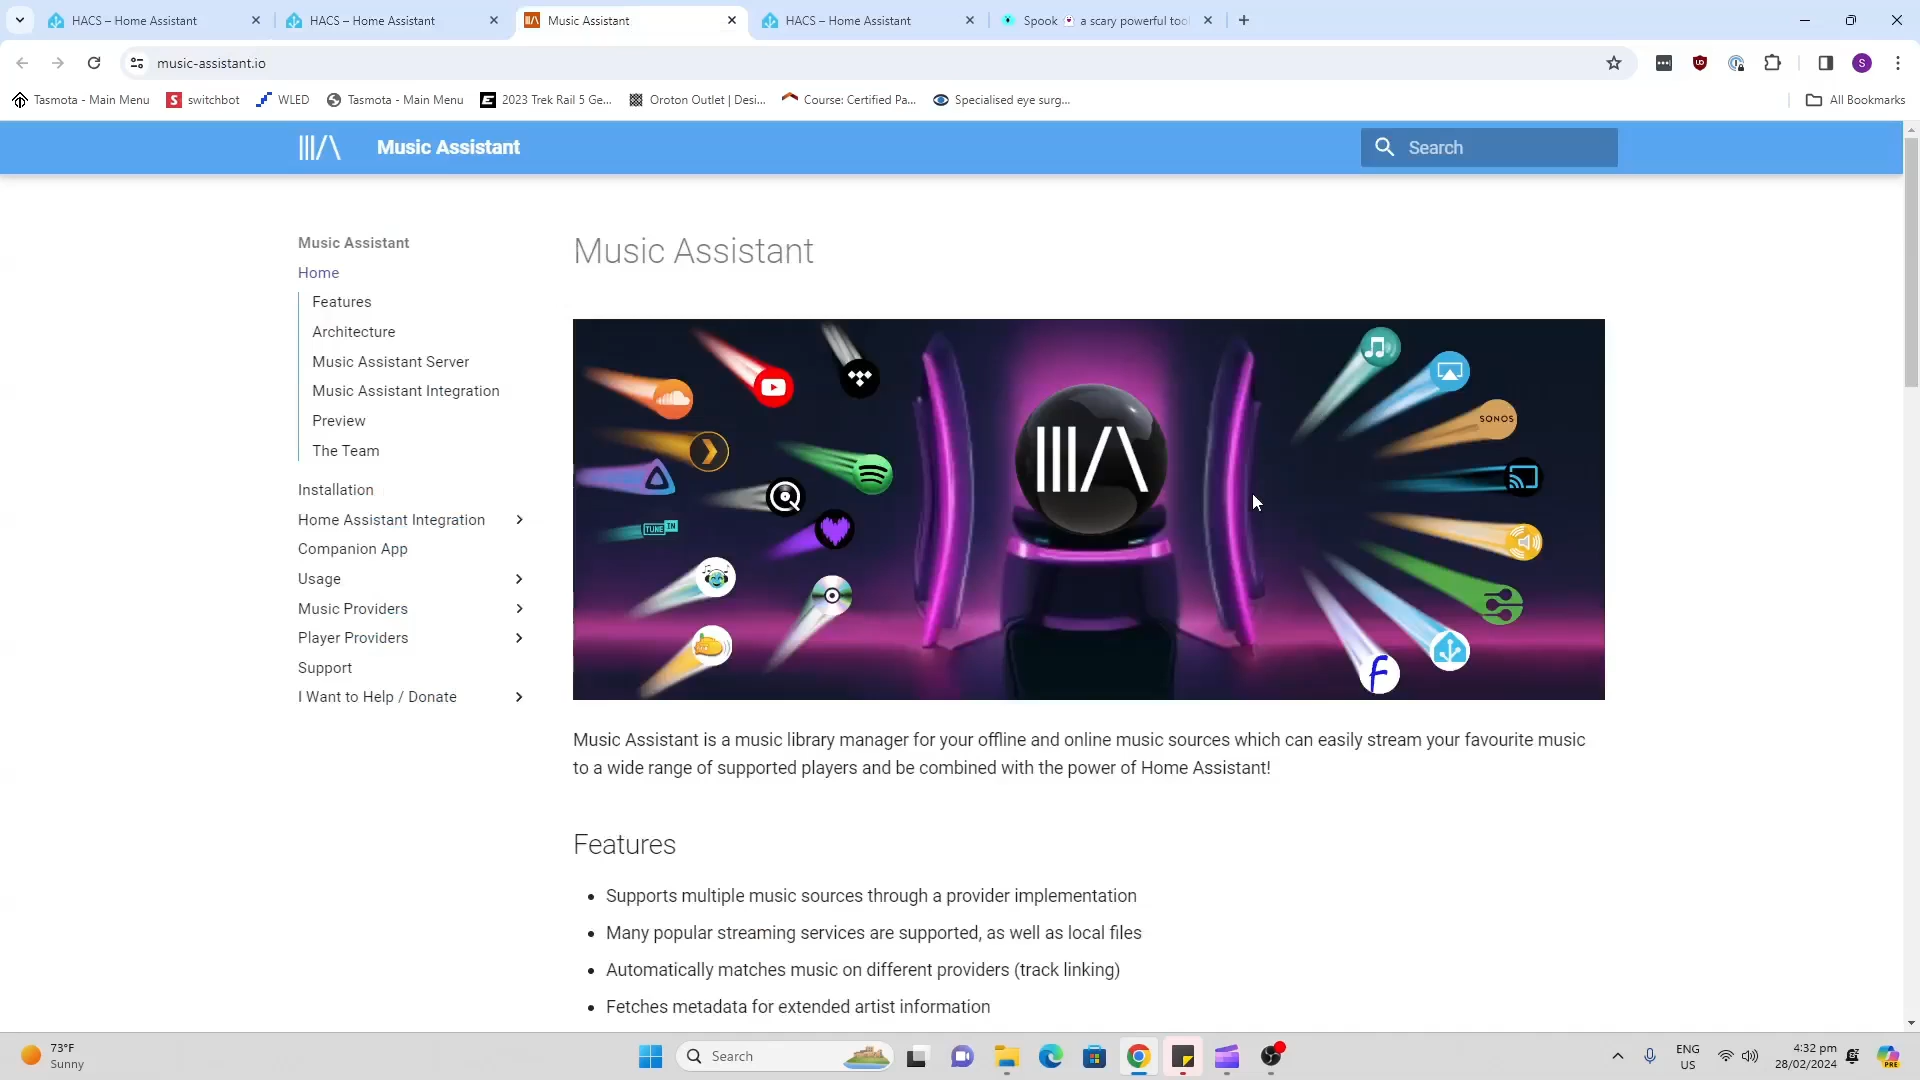 HACS – Home Assistant
HACS – Home Assistant
Music Assistant
HACS – Home Assistant
Spook a scary powerful tool
music-assistant.io
S
Tasmota - Main Menu
switchbot
WLED
Tasmota - Main Menu
2023 Trek Rail 5 Ge...
Oroton Outlet | Desi...
Course: Certified Pa...
Specialised eye surg...
All Bookmarks
Music Assistant
Search
Music Assistant
Home
Features
Architecture
Music Assistant Server
Music Assistant Integration
Preview
The Team
Installation
Home Assistant Integration
Companion App
Usage
Music Providers
Player Providers
Support
I Want to Help / Donate
Music Assistant
SONOS
TUNE IN
Music Assistant is a music library manager for your offline and online music sources which can easily stream your favourite music
to a wide range of supported players and be combined with the power of Home Assistant!
Features
Supports multiple music sources through a provider implementation
Many popular streaming services are supported, as well as local files
Automatically matches music on different providers (track linking)
Fetches metadata for extended artist information
73°F
Sunny
Search
ENG
US
4:32 pm
28/02/2024
PRE